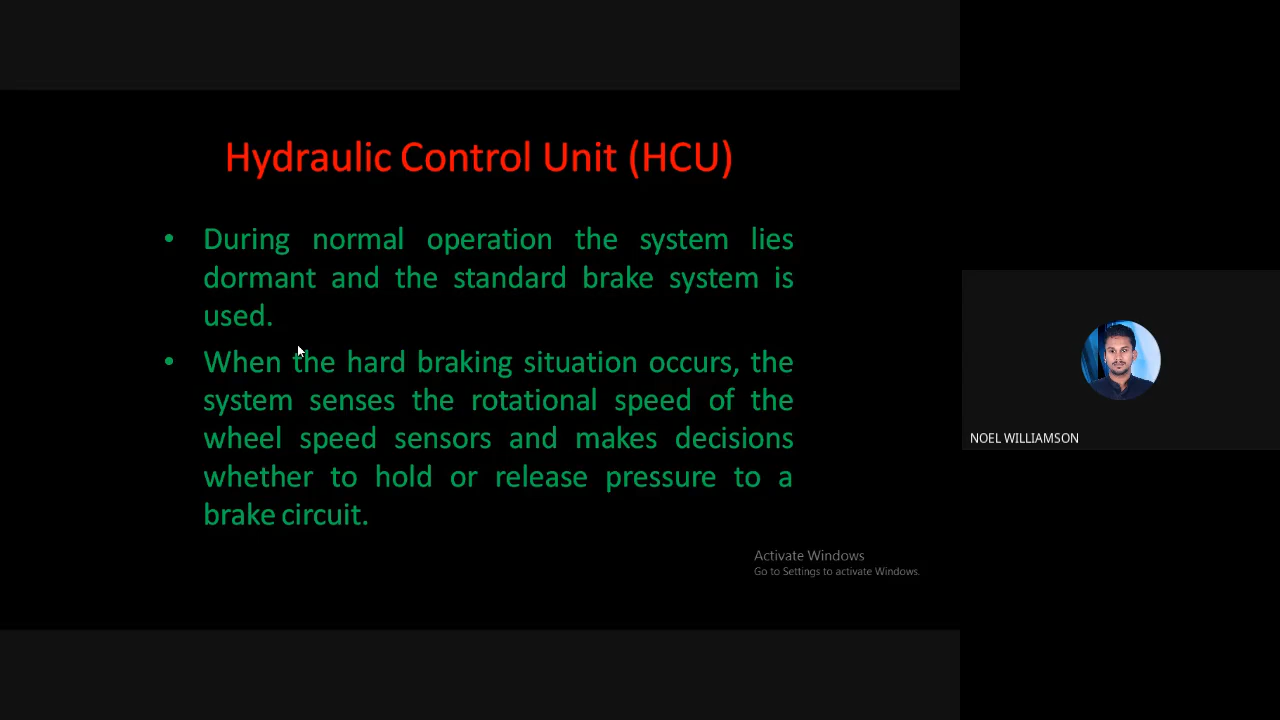 Hydraulic Control Unit (HCU)
• During normal operation the system lies
dormant and the standard brake system is
used.
• When the hard braking situation occurs, the
system senses the rotational speed of the
wheel speed sensors and makes decisions
whether to hold or release pressure to a
brake circuit.
Activate Windows
Go to Settings to activate Windows.
NOEL WILLIAMSON